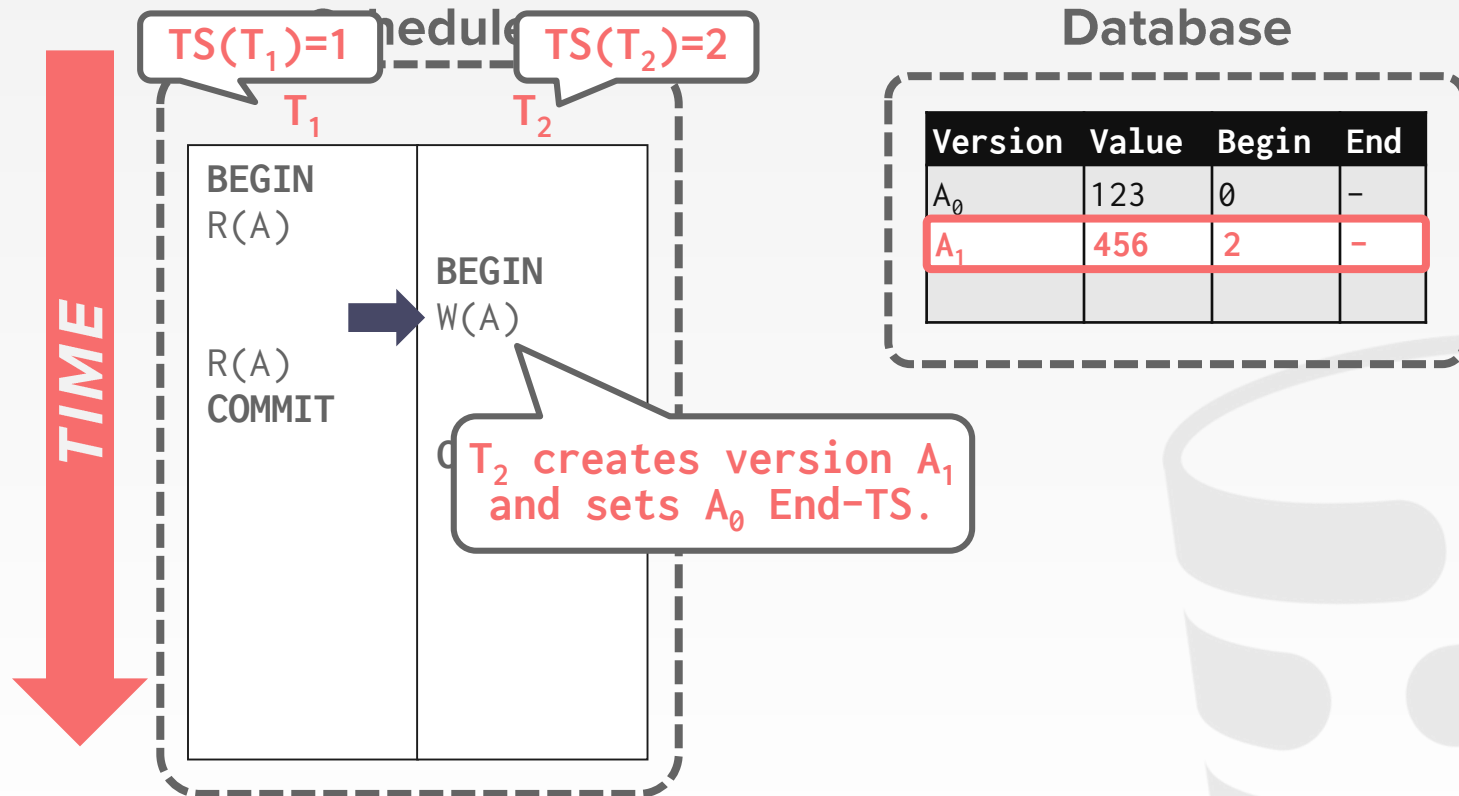 Schedule
Database
TS(T₁)=1
TS(T₂)=2
T₁
T₂
Version Value Begin End
A₀ 123 0 -
A₁ 456 2 -
BEGIN
R(A)
BEGIN
W(A)
R(A)
COMMIT
T₂ creates version A₁
and sets A₀ End-TS.
TIME